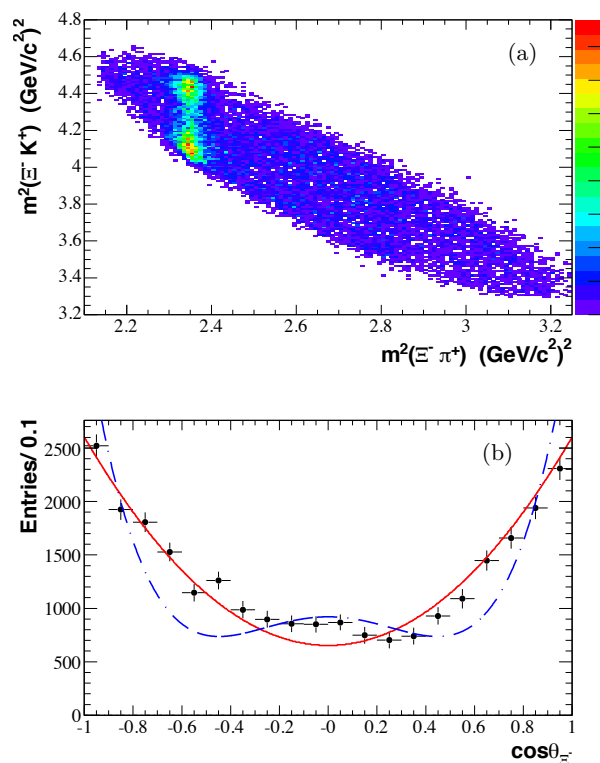 4.8
4.6
4.4
4.2
4
3.8
3.6
3.4
3.2
m²(Ξ⁻ K⁺) (GeV/c²)²
(a)
2.2 2.4 2.6 2.8 3 3.2
m²(Ξ⁻ π⁺) (GeV/c²)²
2500
2000
1500
1000
500
0
Entries/ 0.1
(b)
-1 -0.8 -0.6 -0.4 -0.2 -0 0.2 0.4 0.6 0.8 1
cosθ_Ξ⁻